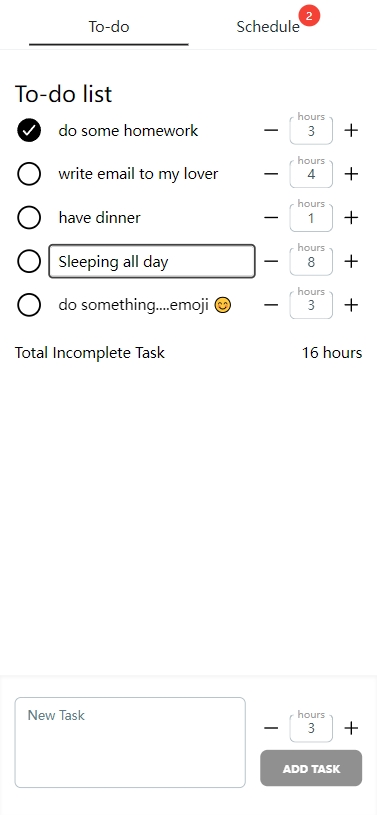 To-do
Schedule 2
To-do list
do some homework
hours
3
write email to my lover
hours
4
have dinner
hours
1
Sleeping all day
hours
8
do something....emoji 😊
hours
3
Total Incomplete Task 16 hours
New Task
hours
3
ADD TASK